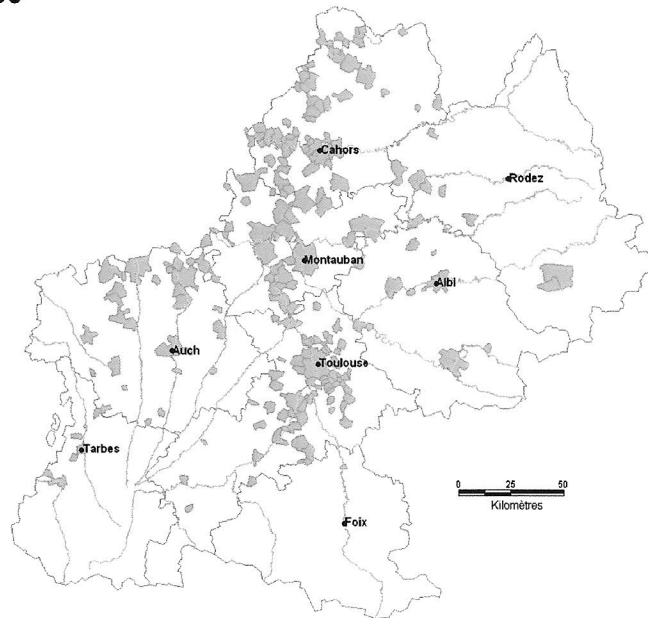 Cahors
Rodez
Montauban
Albi
Auch
Toulouse
Tarbes
0 25 50
Kilomètres
Foix